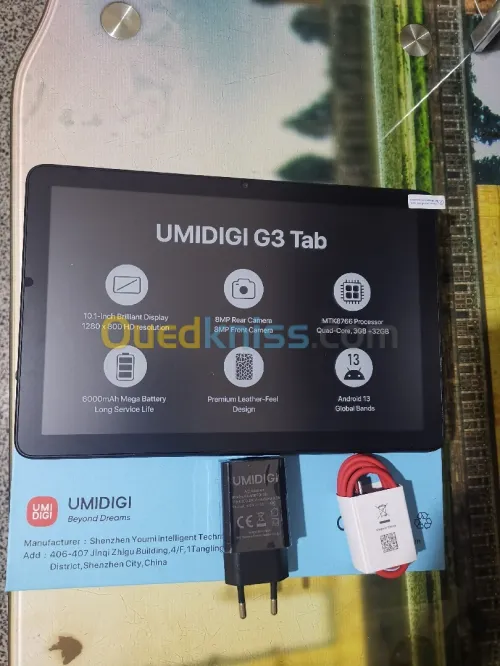 UMIDIGI G3 Tab
10.1-inch Brilliant Display
1280 x 800 HD resolution
8MP Rear Camera
8MP Front Camera
MTK8766 Processor
Quad-Core, 3GB +32GB
Ouedkniss.com
13
6000mAh Mega Battery
Long Service Life
Premium Leather-Feel
Design
Android 13
Global Bands
UMIDIGI
UMI
DIGI
UMIDIGI
Beyond Dreams
Manufacturer : Shenzhen Youmi Intelligent Techn
Add : 406-407 Jinqi Zhigu Building,4/F,1Tangling
District,Shenzhen City,China